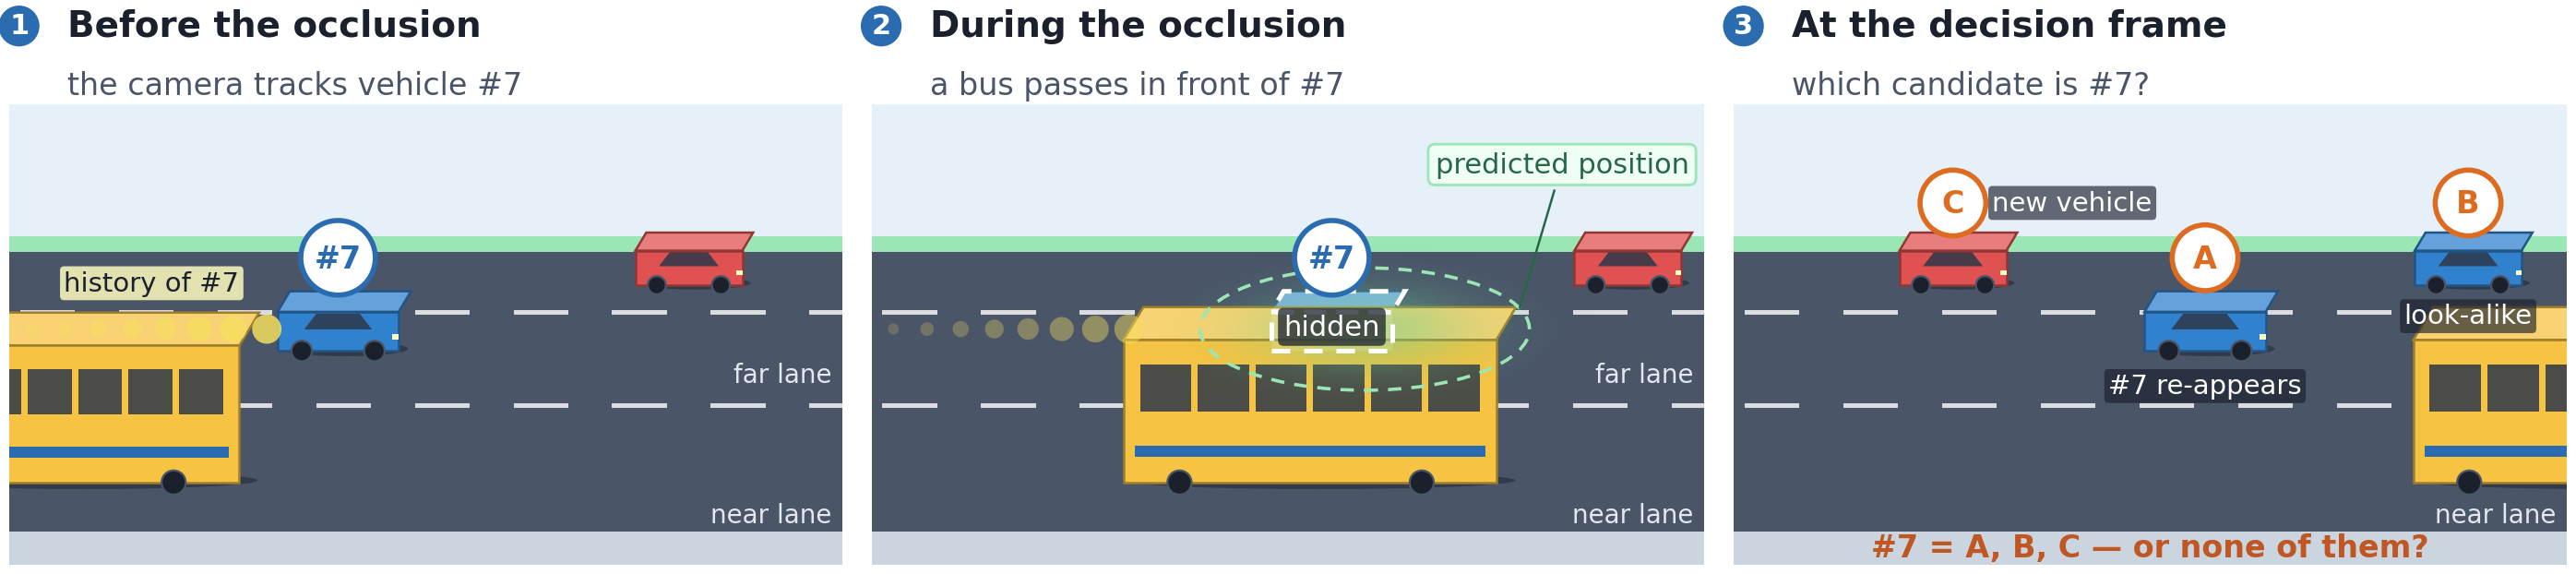 1 Before the occlusion
the camera tracks vehicle #7
#7
history of #7
far lane
near lane
2 During the occlusion
a bus passes in front of #7
predicted position
#7
hidden
far lane
near lane
3 At the decision frame
which candidate is #7?
C new vehicle
B
A
look-alike
#7 re-appears
near lane
#7 = A, B, C — or none of them?